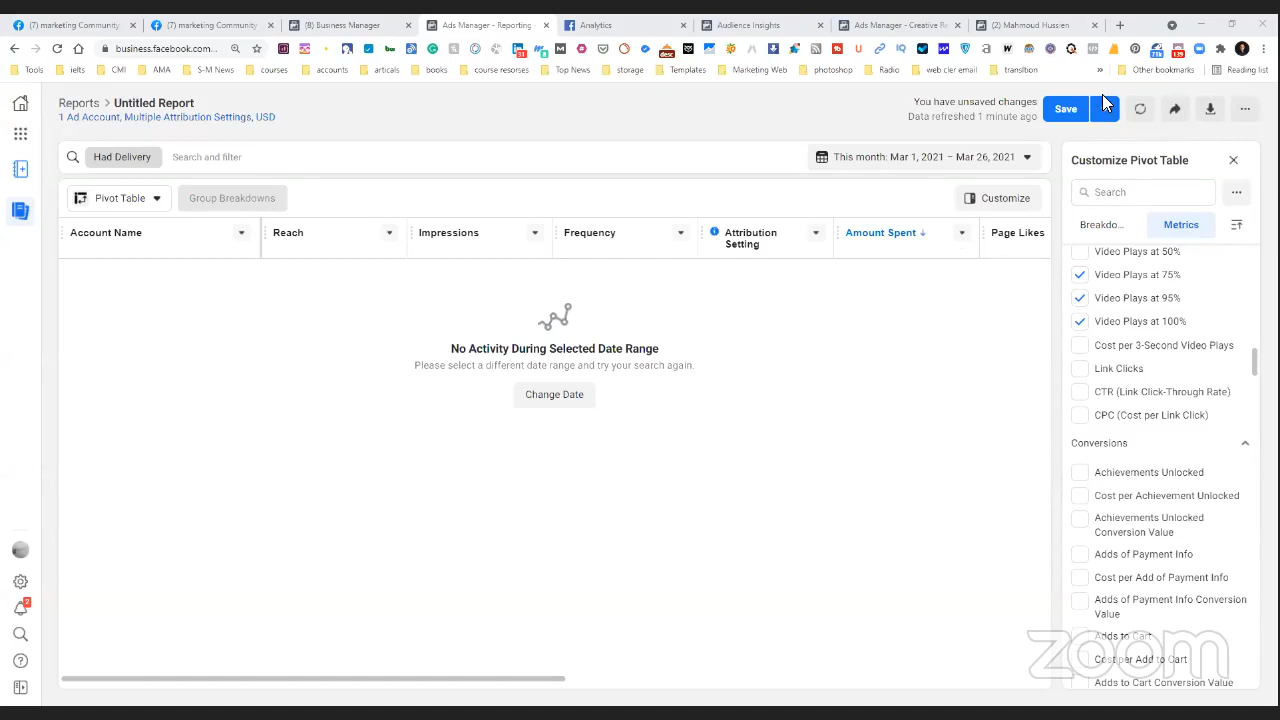 (7) marketing Community
(7) marketing Community
(8) Business Manager
Ads Manager - Reporting -
Analytics
Audience Insights
Ads Manager - Creative Re
(2) Mahmoud Hussien
business.facebook.com...
Tools
ielts
CMI
AMA
S-M News
courses
accounts
articals
books
course resorses
Top News
storage
Templates
Marketing Web
photoshop
Radio
web cler email
transltion
Other bookmarks
Reading list
Reports > Untitled Report
1 Ad Account, Multiple Attribution Settings, USD
You have unsaved changes
Data refreshed 1 minute ago
Save
Had Delivery
Search and filter
This month: Mar 1, 2021 – Mar 26, 2021
Pivot Table
Group Breakdowns
Customize
Account Name
Reach
Impressions
Frequency
Attribution
Setting
Amount Spent ↓
Page Likes
No Activity During Selected Date Range
Please select a different date range and try your search again.
Change Date
Customize Pivot Table
Search
Breakdo...
Metrics
Video Plays at 50%
Video Plays at 75%
Video Plays at 95%
Video Plays at 100%
Cost per 3-Second Video Plays
Link Clicks
CTR (Link Click-Through Rate)
CPC (Cost per Link Click)
Conversions
Achievements Unlocked
Cost per Achievement Unlocked
Achievements Unlocked
Conversion Value
Adds of Payment Info
Cost per Add of Payment Info
Adds of Payment Info Conversion
Value
Adds to Cart
Cost per Add to Cart
Adds to Cart Conversion Value
zoom